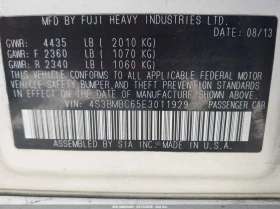 MFD. BY FUJI HEAVY INDUSTRIES LTD.
DATE: 08/13
GVWR: 4435 LB (2010 KG)
GAWR: F 2360 LB (1070 KG)
GAWR: R 2340 LB (1060 KG)
THIS VEHICLE CONFORMS TO ALL APPLICABLE
FEDERAL MOTOR VEHICLE SAFETY, BUMPER,
AND THEFT PREVENTION STANDARDS IN EFFECT
ON THE DATE OF MANUFACTURE SHOWN ABOVE.
VIN: 4S3BMBC65E3011929
PASSENGER CAR
ASSEMBLED BY SIA INC. MADE IN U.S.A.